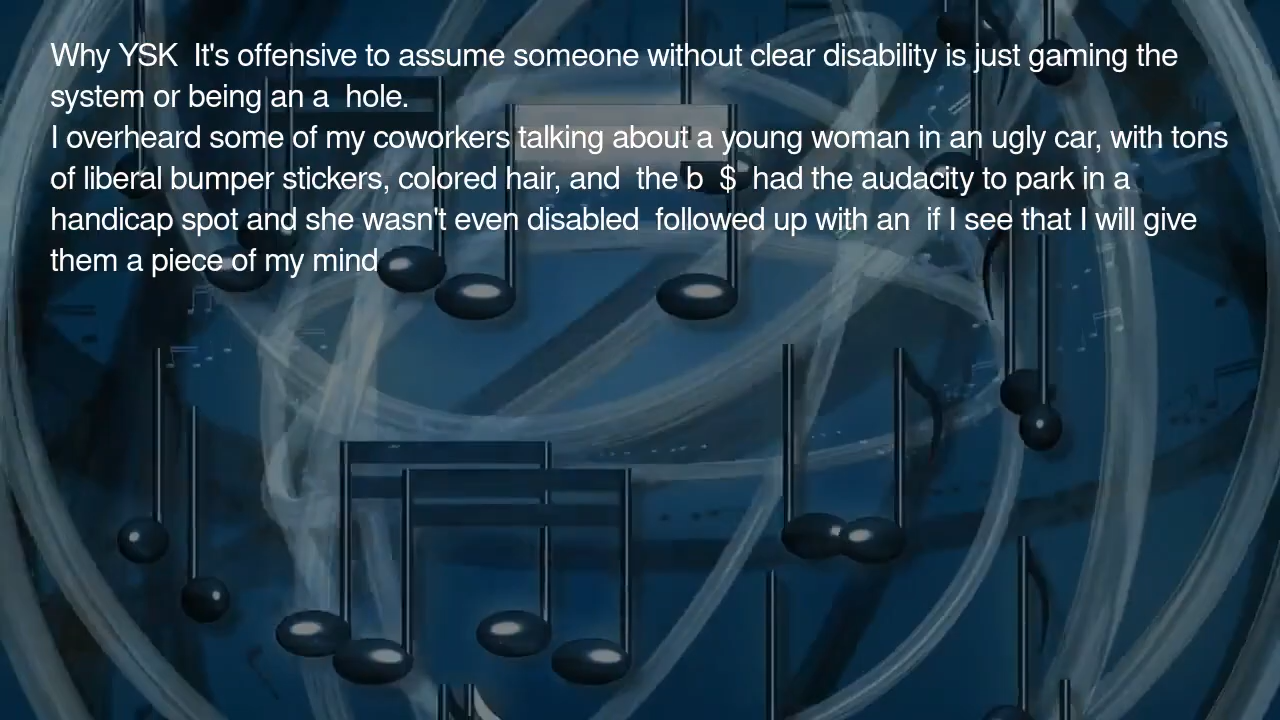 Why YSK  It's offensive to assume someone without clear disability is just gaming the
system or being an a  hole.
I overheard some of my coworkers talking about a young woman in an ugly car, with tons
of liberal bumper stickers, colored hair, and  the b  $  had the audacity to park in a
handicap spot and she wasn't even disabled  followed up with an  if I see that I will give
them a piece of my mind